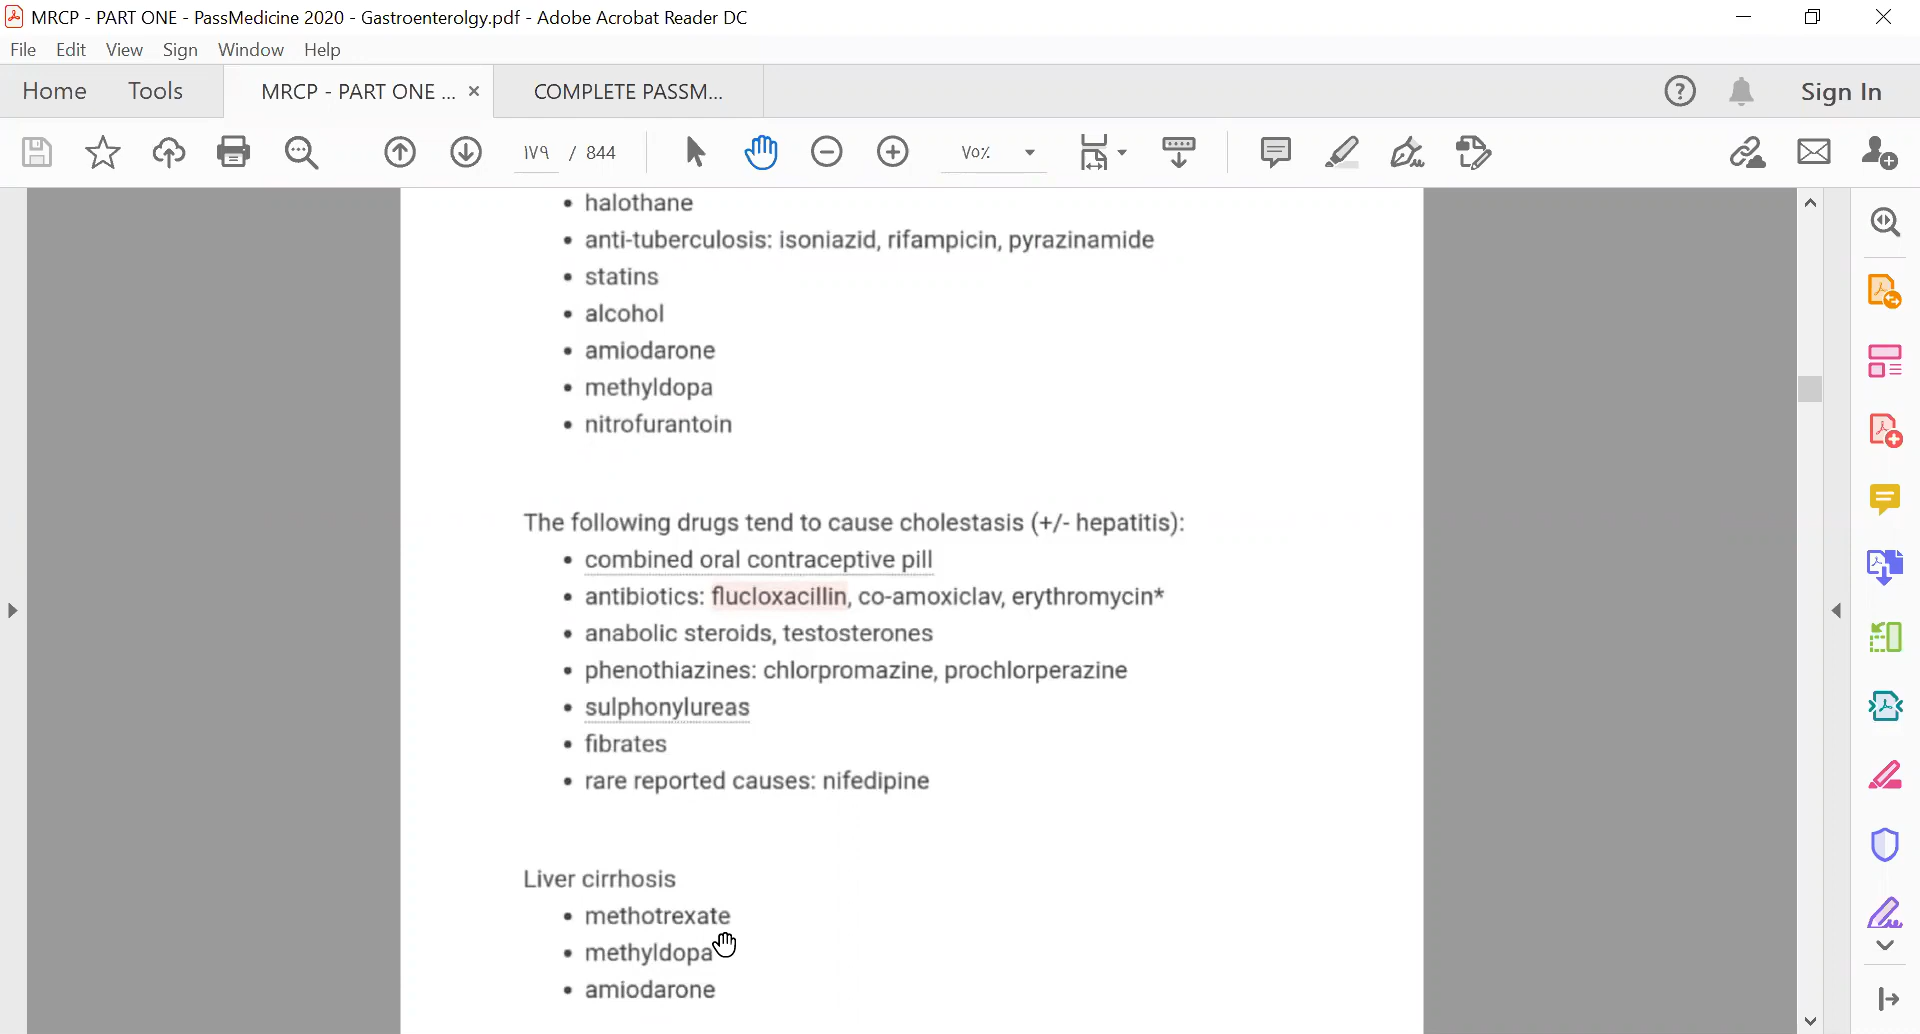 MRCP - PART ONE - PassMedicine 2020 - Gastroenterolgy.pdf - Adobe Acrobat Reader DC
File Edit View Sign Window Help
Home Tools MRCP - PART ONE ... COMPLETE PASSM... Sign In
١٧٩ / 844 ٧٥٪
• halothane
• anti-tuberculosis: isoniazid, rifampicin, pyrazinamide
• statins
• alcohol
• amiodarone
• methyldopa
• nitrofurantoin
The following drugs tend to cause cholestasis (+/- hepatitis):
• combined oral contraceptive pill
• antibiotics: flucloxacillin, co-amoxiclav, erythromycin*
• anabolic steroids, testosterones
• phenothiazines: chlorpromazine, prochlorperazine
• sulphonylureas
• fibrates
• rare reported causes: nifedipine
Liver cirrhosis
• methotrexate
• methyldopa
• amiodarone